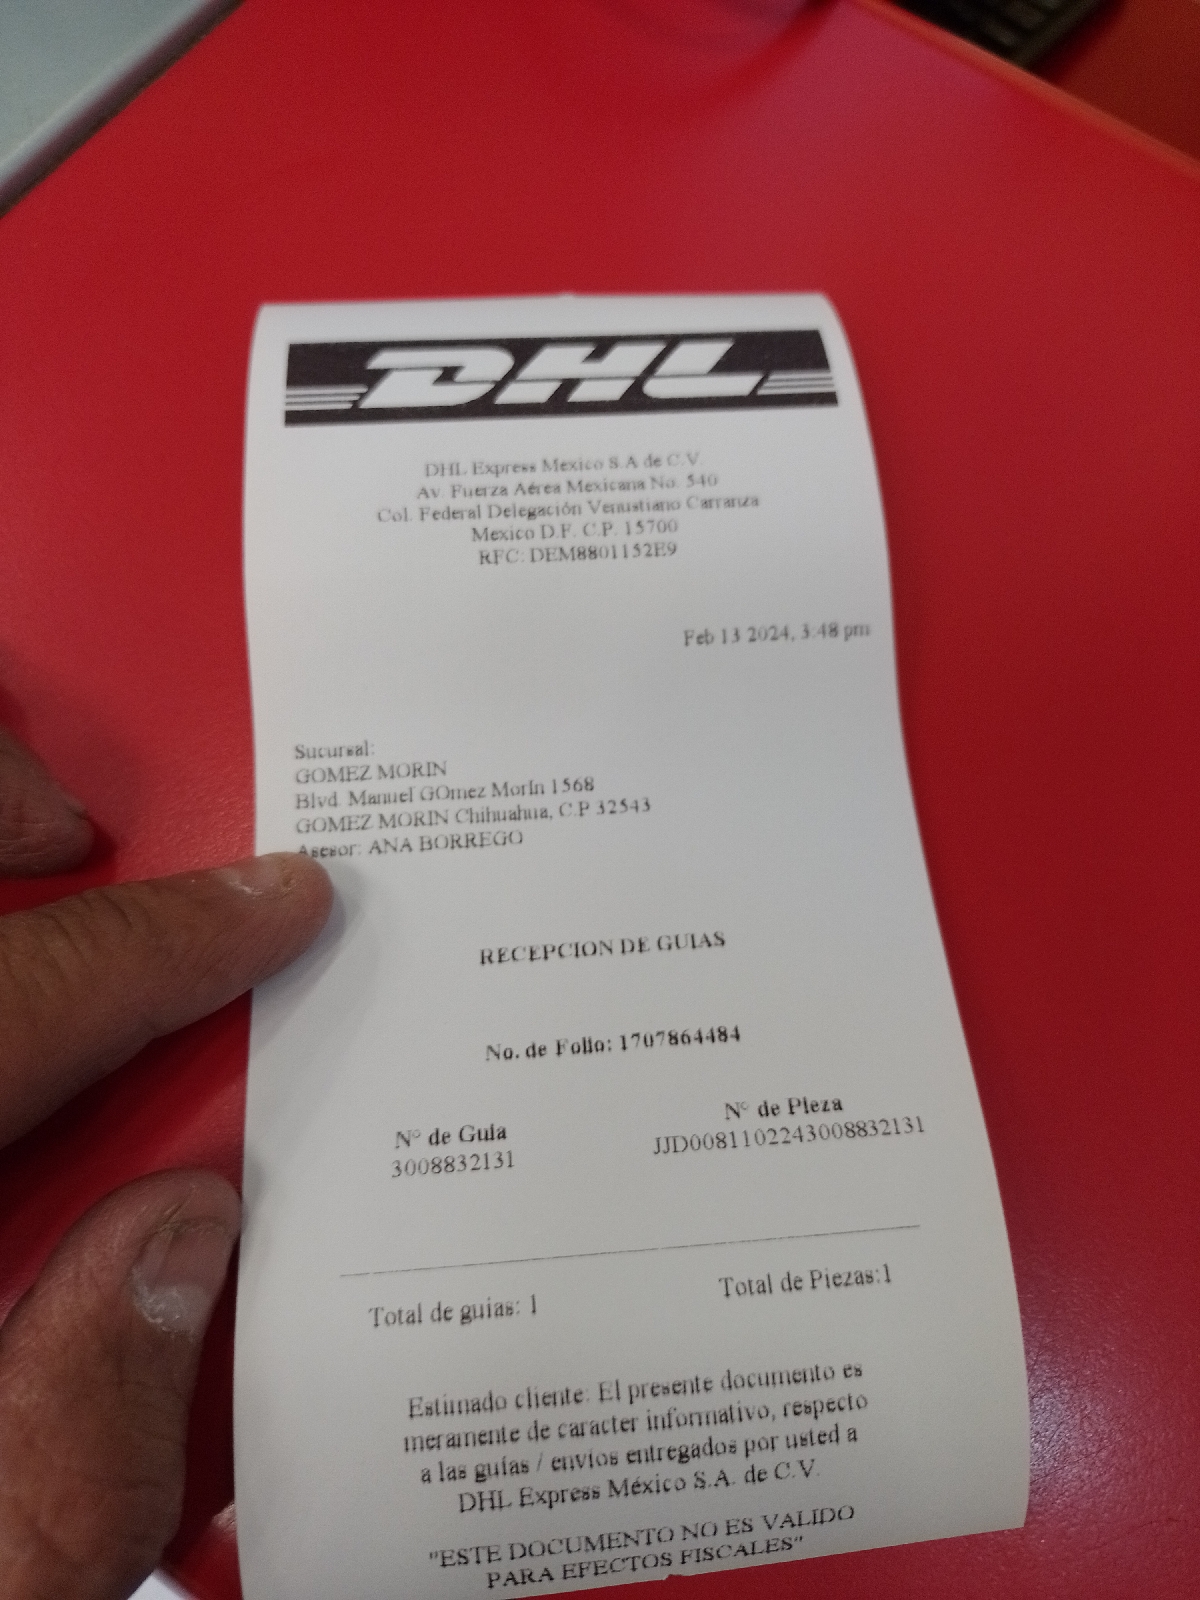 DHL
DHL Express Mexico S.A de C.V.
Av. Fuerza Aérea Mexicana No. 540
Col. Federal Delegación Venustiano Carranza
Mexico D.F. C.P. 15700
RFC: DEM8801152E9
Feb 13 2024, 3:48 pm
Sucursal:
GOMEZ MORIN
Blvd. Manuel GOmez MorIn 1568
GOMEZ MORIN Chihuahua, C.P 32543
Asesor: ANA BORREGO
RECEPCION DE GUIAS
No. de Folio: 1707864484
N° de Guia N° de Pieza
3008832131 JJD0081102243008832131
Total de guias: 1 Total de Piezas:1
Estimado cliente: El presente documento es
meramente de caracter informativo, respecto
a las guías / envíos entregados por usted a
DHL Express México S.A. de C.V.
"ESTE DOCUMENTO NO ES VALIDO
PARA EFECTOS FISCALES"